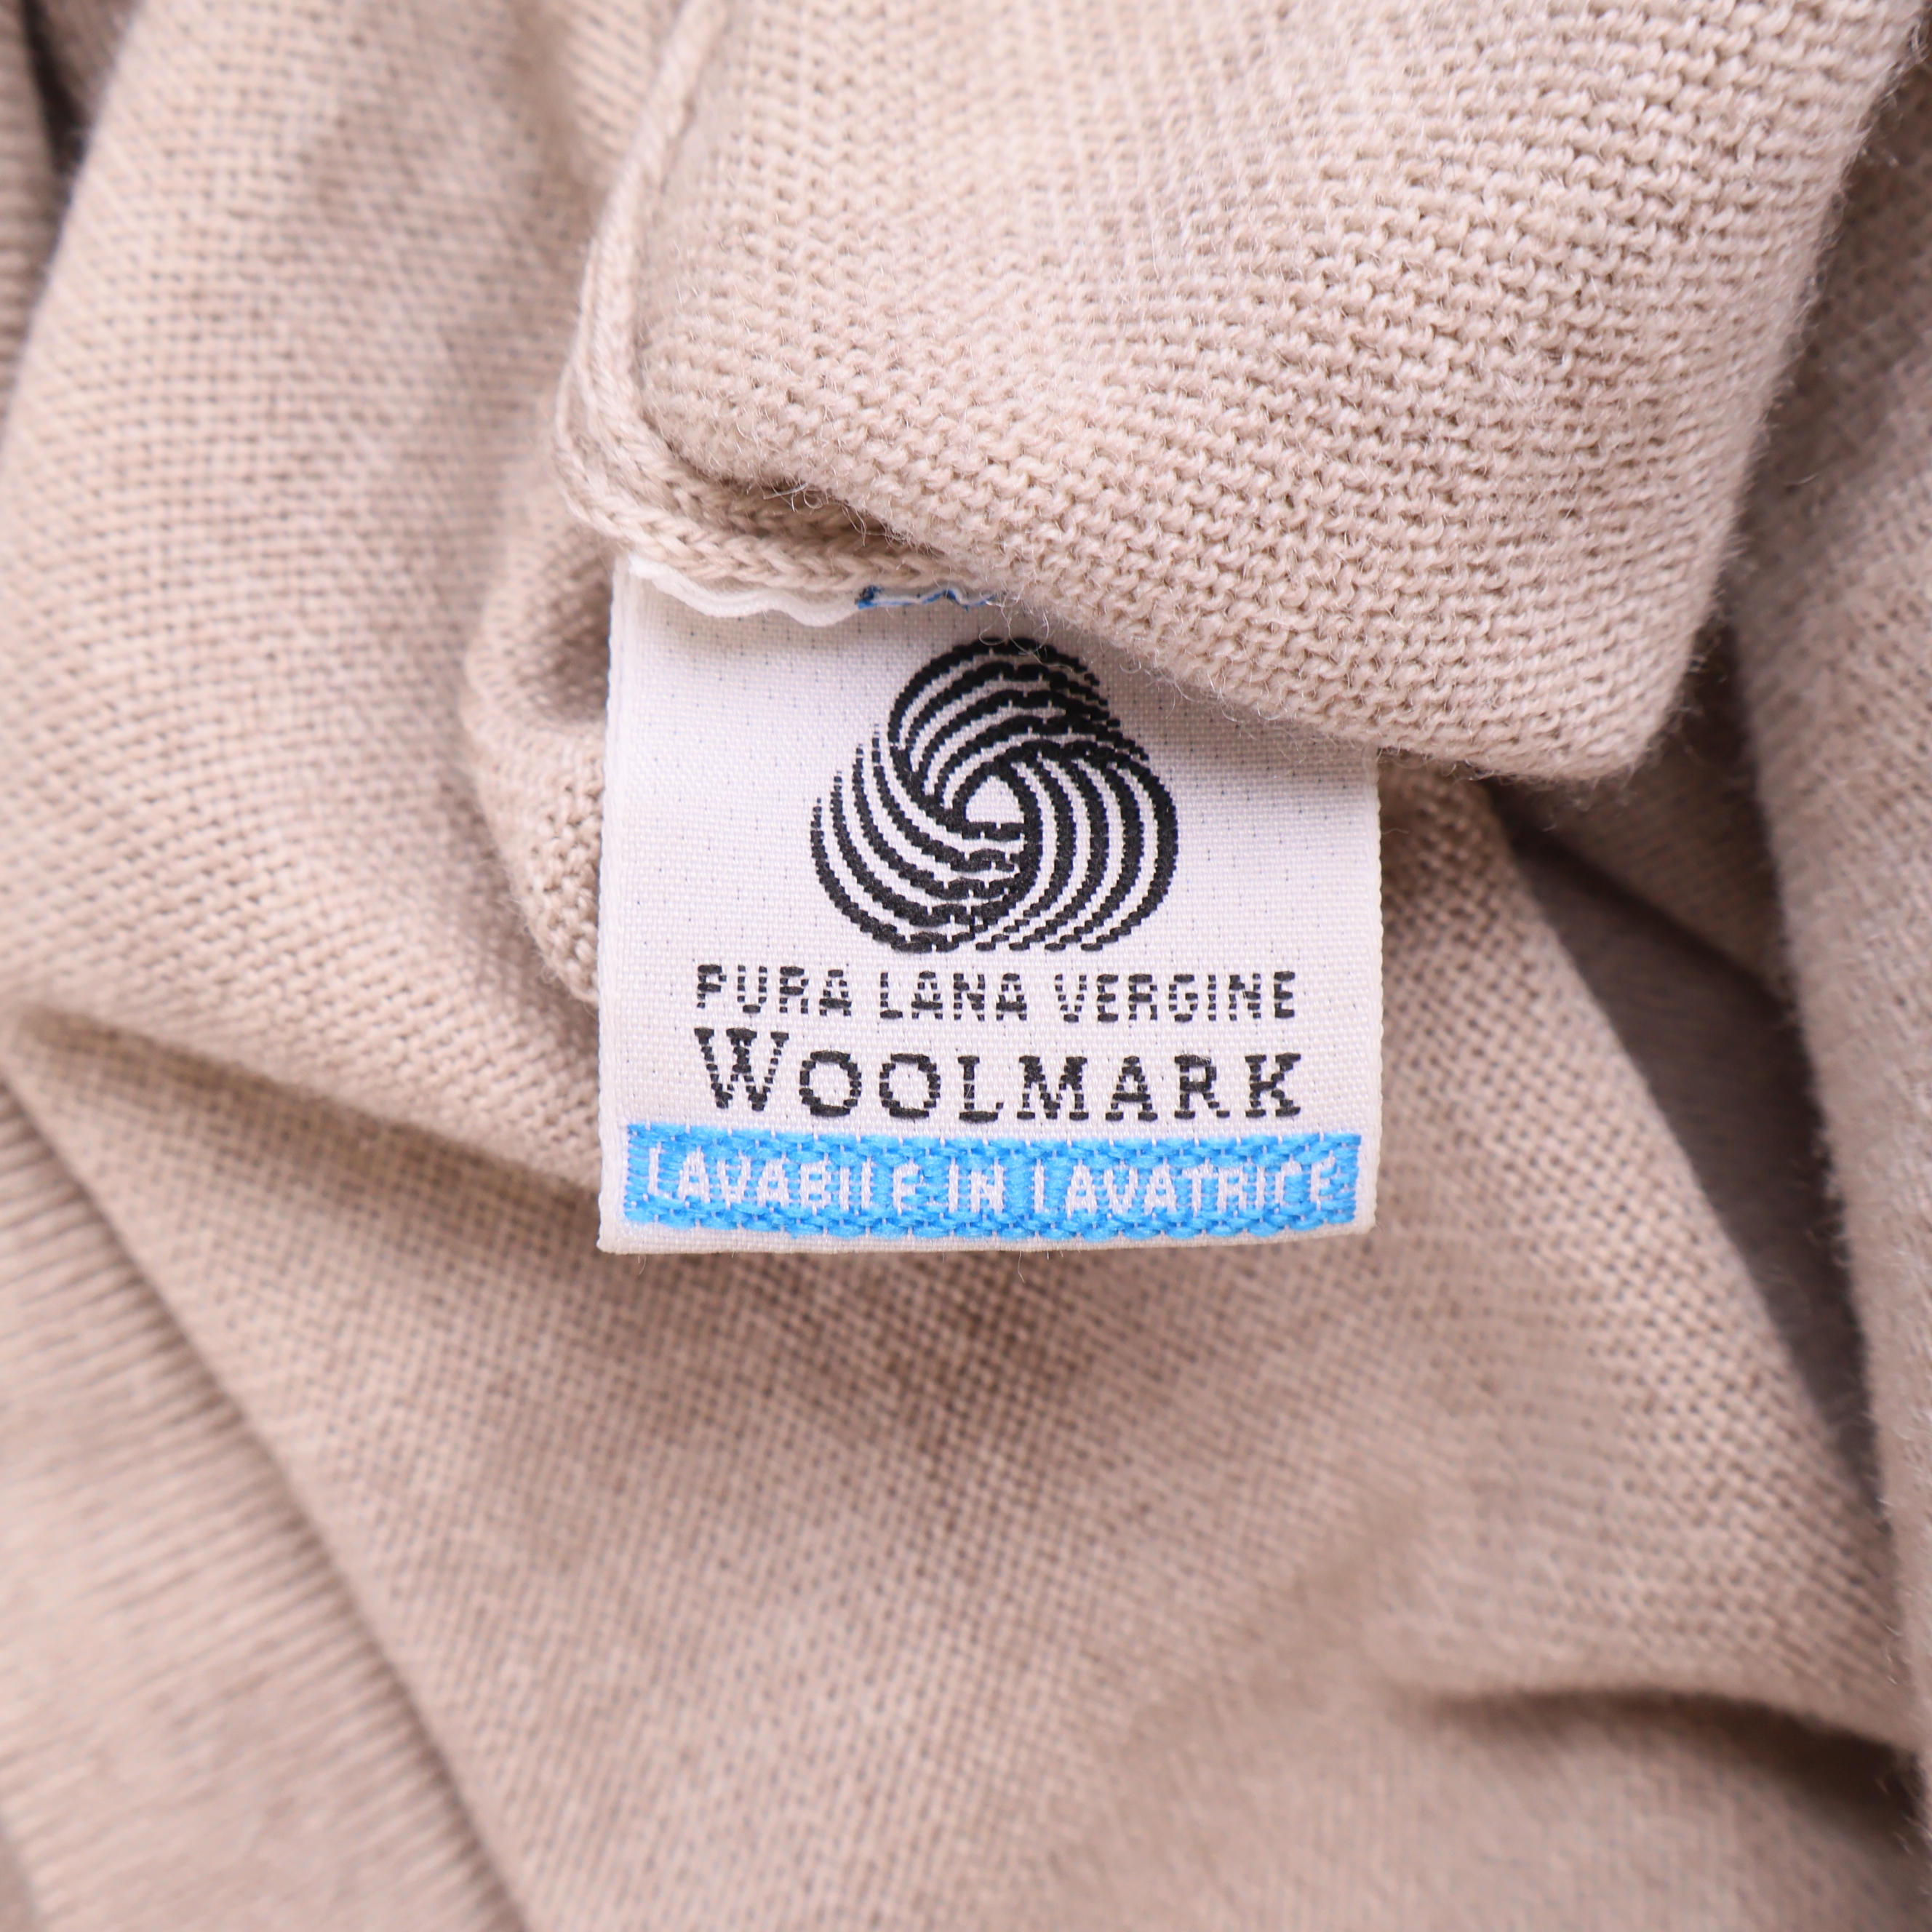 PURA LANA VERGINE
WOOLMARK
LAVABILE IN LAVATRICE